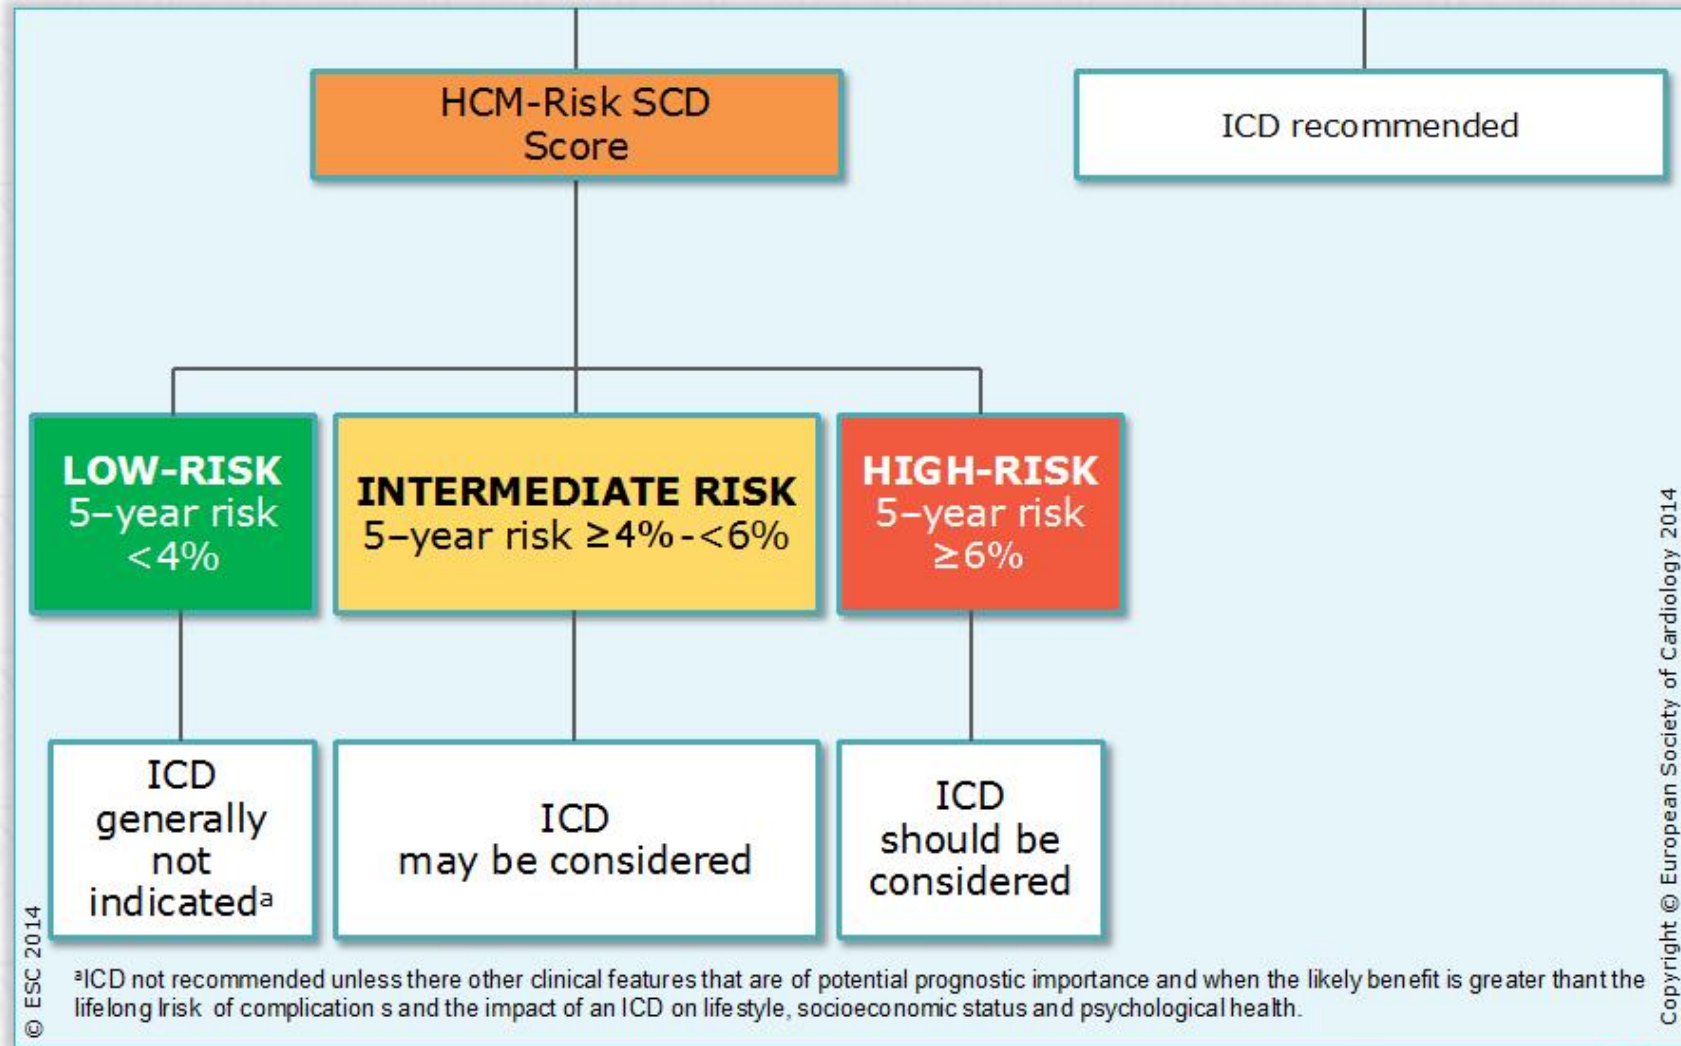 HCM-Risk SCD
Score
ICD recommended
LOW-RISK
5–year risk
<4%
INTERMEDIATE RISK
5–year risk ≥4%-<6%
HIGH-RISK
5–year risk
≥6%
ICD
generally
not
indicatedᵃ
ICD
may be considered
ICD
should be
considered
ᵃICD not recommended unless there other clinical features that are of potential prognostic importance and when the likely benefit is greater thant the
lifelong lrisk of complication s and the impact of an ICD on lifestyle, socioeconomic status and psychological health.
© ESC 2014
Copyright © European Society of Cardiology 2014